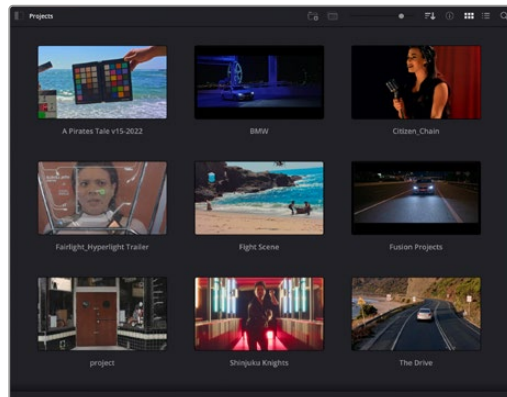 Projects
A Pirates Tale v15-2022
BMW
Citizen_Chain
Fairlight_Hyperlight Trailer
Fight Scene
Fusion Projects
project
Shinjuku Knights
The Drive